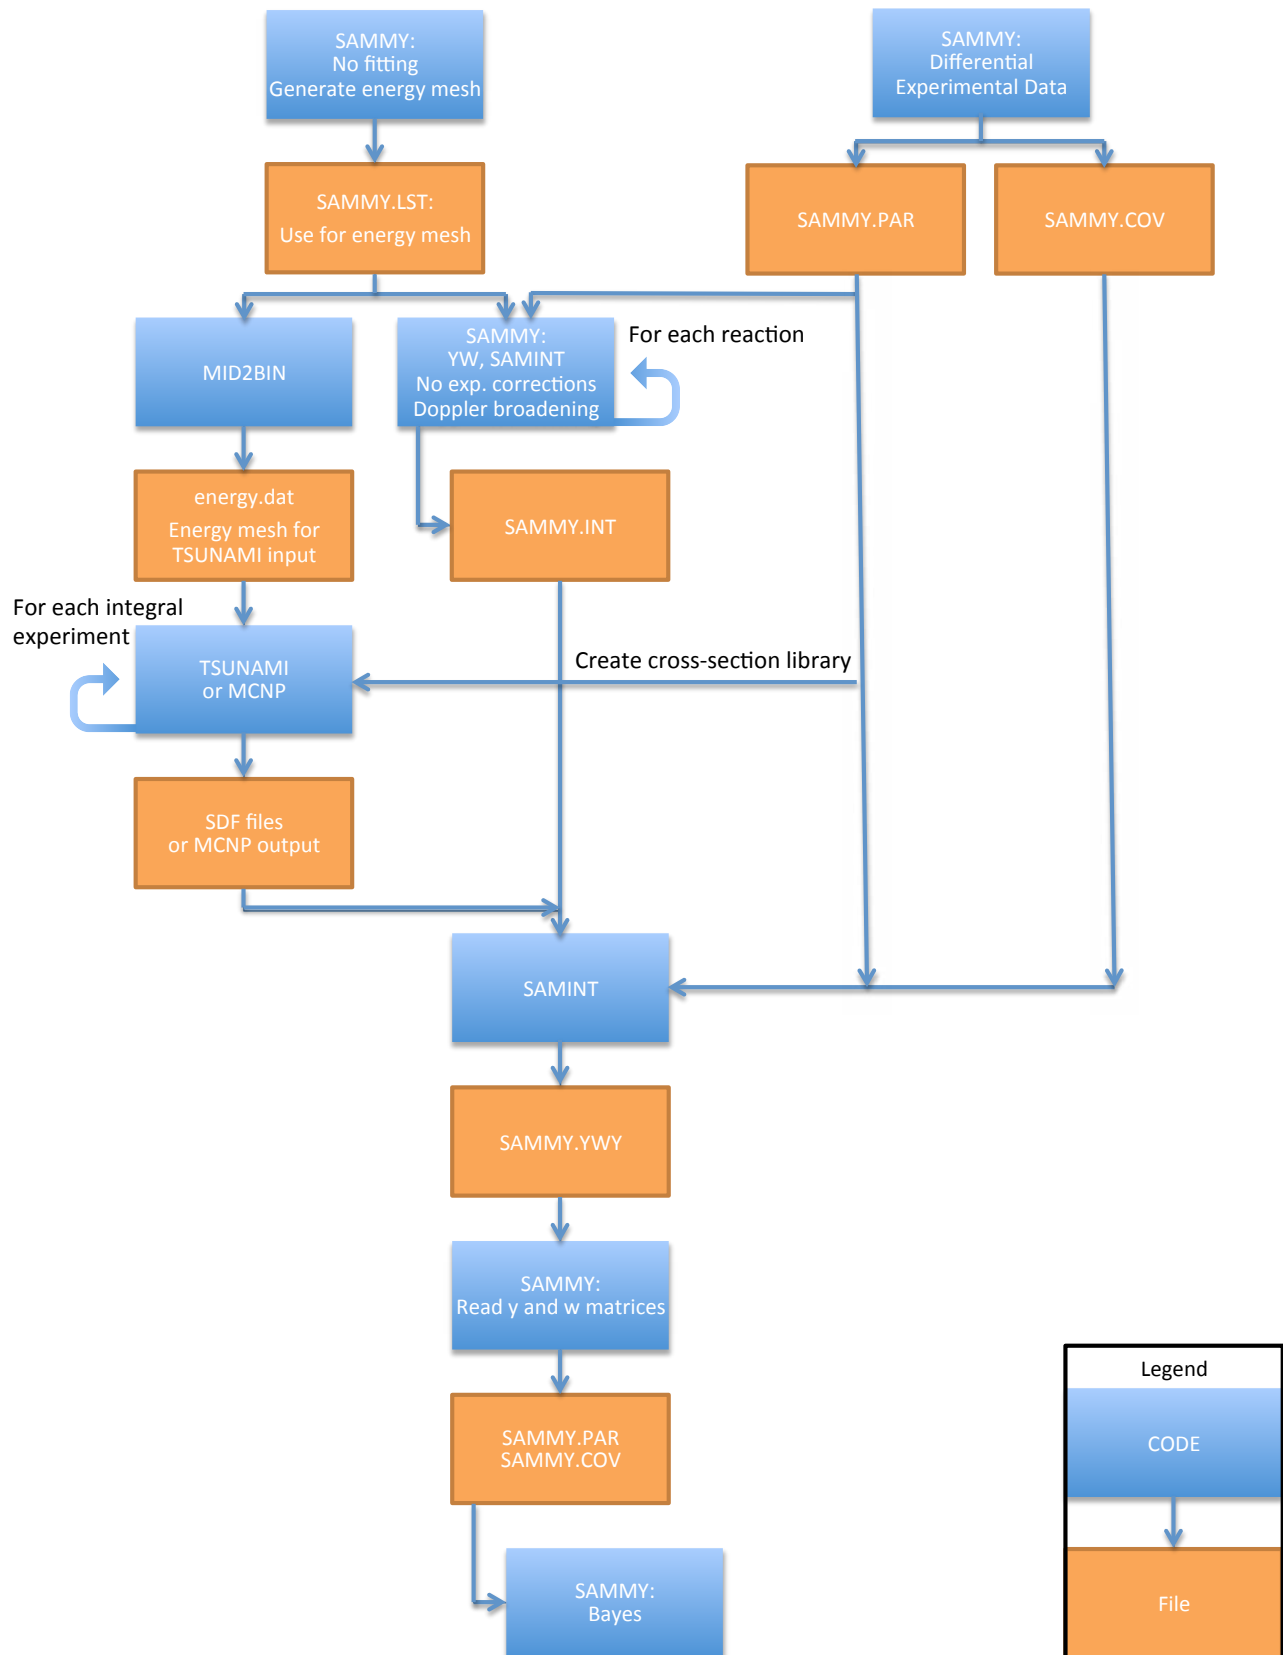 SAMMY:
No fitting
Generate energy mesh
SAMMY:
Differential
Experimental Data
SAMMY.LST:
Use for energy mesh
SAMMY.PAR
SAMMY.COV
MID2BIN
SAMMY:
YW, SAMINT
No exp. corrections
Doppler broadening
For each reaction
energy.dat
Energy mesh for
TSUNAMI input
SAMMY.INT
For each integral
experiment
TSUNAMI
or MCNP
Create cross-section library
SDF files
or MCNP output
SAMINT
SAMMY.YWY
SAMMY:
Read y and w matrices
SAMMY.PAR
SAMMY.COV
SAMMY:
Bayes
Legend
CODE
File